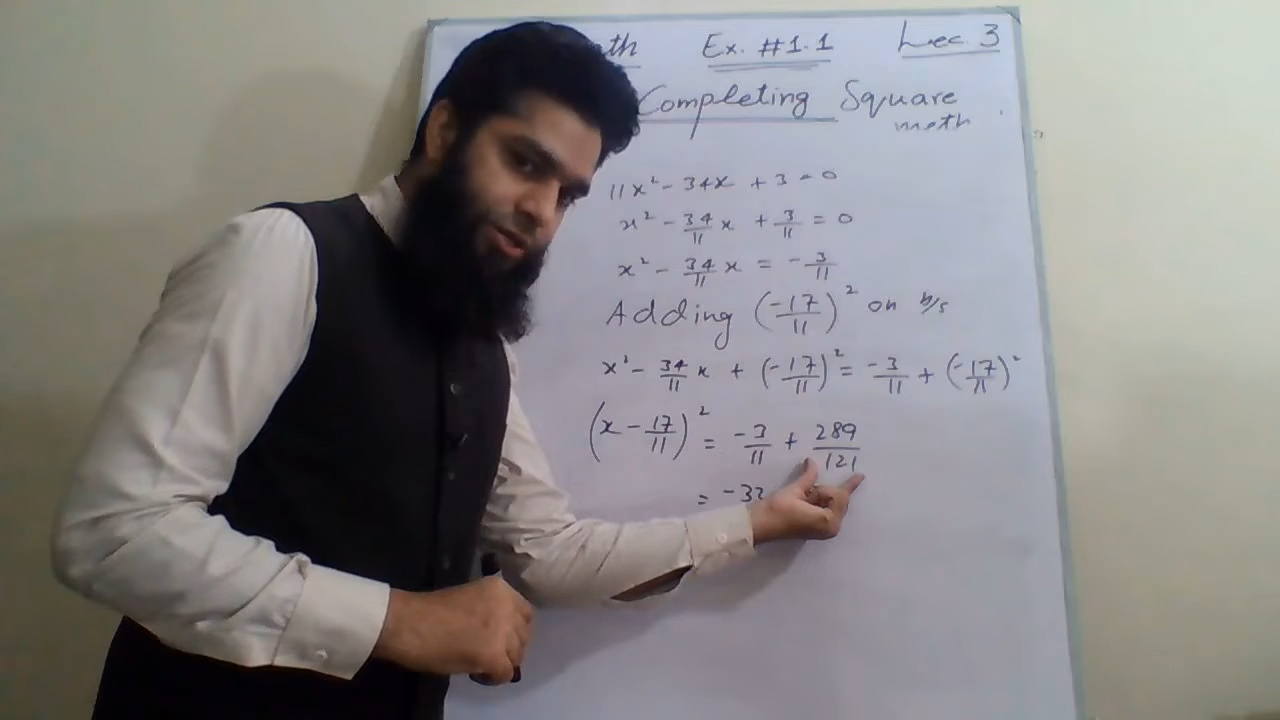 th Ex. #1.1 Lec. 3
Completing Square
meth
11x² - 34x + 3 = 0
x² - 34/11 x + 3/11 = 0
x² - 34/11 x = - 3/11
Adding (-17/11)² on b/s
x² - 34/11 x + (-17/11)² = -3/11 + (-17/11)²
(x - 17/11)² = -3/11 + 289/121
= -33